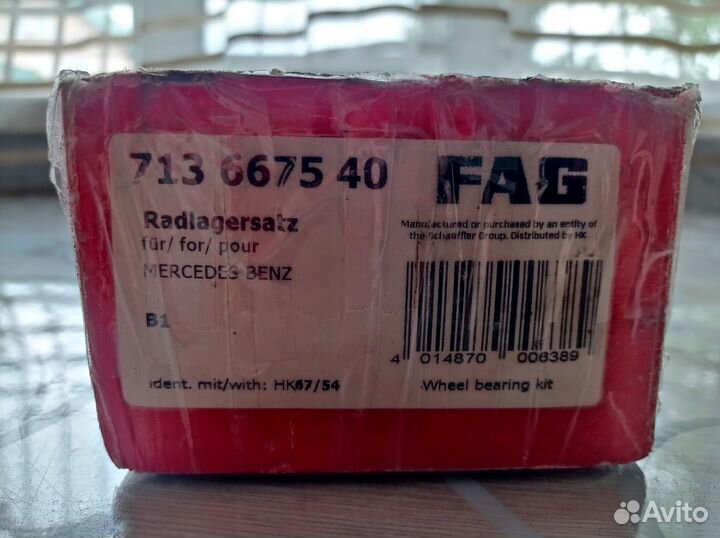 713 6675 40
FAG
Radlagersatz
für/ for/ pour
MERCEDES BENZ
Manufactured or purchased by an entity of
the Schaeffler Group. Distributed by HK
B1
4 014870 006389
Ident. mit/with: HK67/54
Wheel bearing kit
Avito